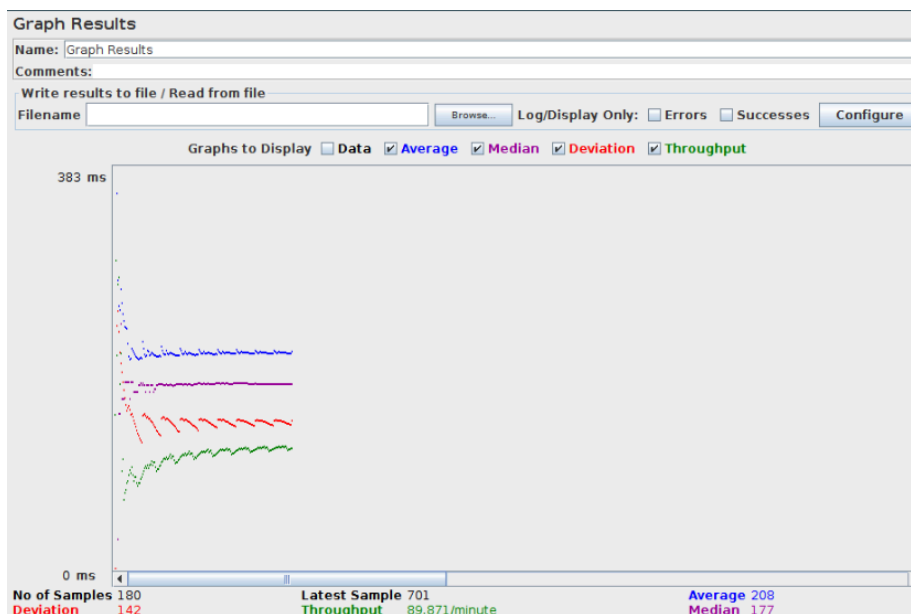 Graph Results
Name: Graph Results
Comments:
Write results to file / Read from file
Filename Browse... Log/Display Only: Errors Successes Configure
Graphs to Display Data Average Median Deviation Throughput
383 ms
0 ms
No of Samples 180 Latest Sample 701 Average 208
Deviation 142 Throughput 89.871/minute Median 177